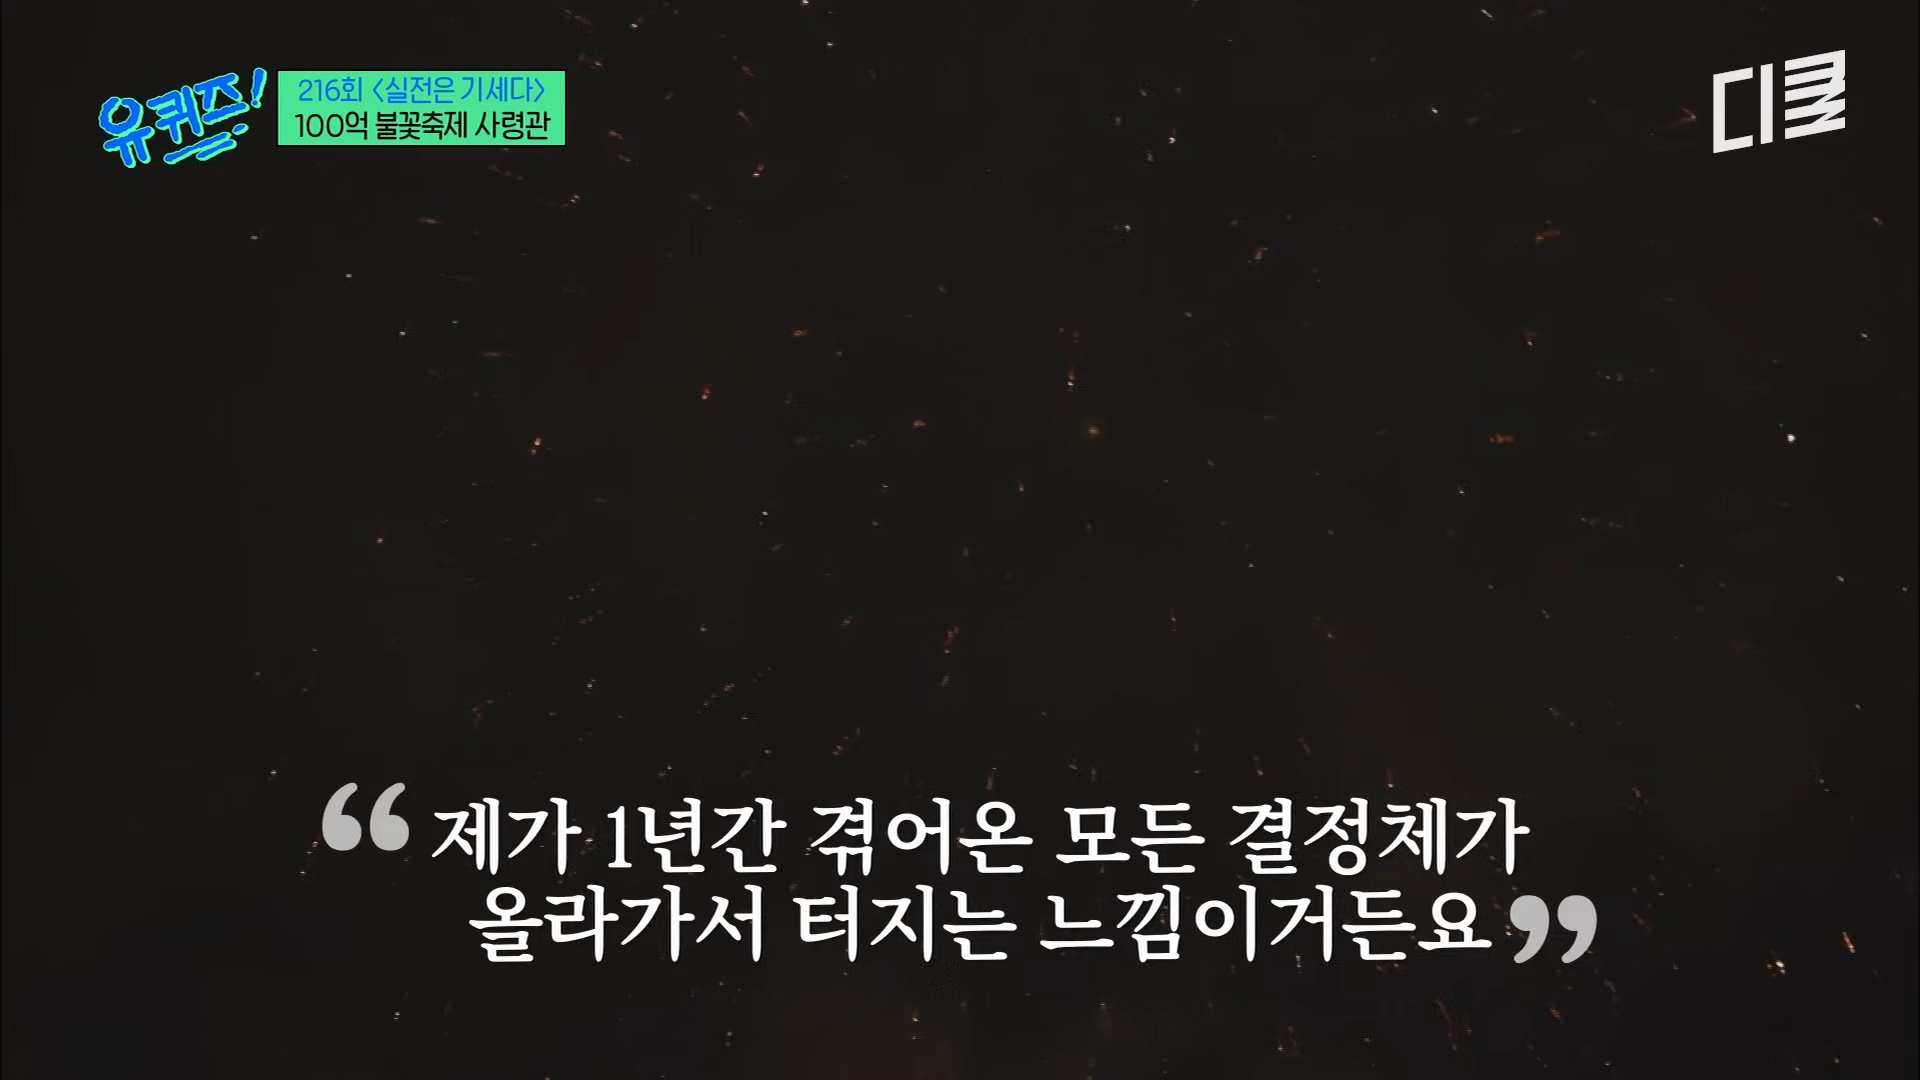 유퀴즈!
216회 〈실전은 기세다〉
100억 불꽃축제 사령관
디글
“제가 1년간 겪어온 모든 결정체가
올라가서 터지는 느낌이거든요”